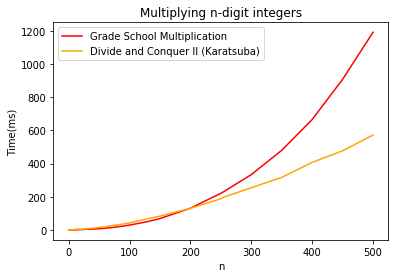 Multiplying n-digit integers
Grade School Multiplication
Divide and Conquer II (Karatsuba)
Time(ms)
1200
1000
800
600
400
200
0
0 100 200 300 400 500
n